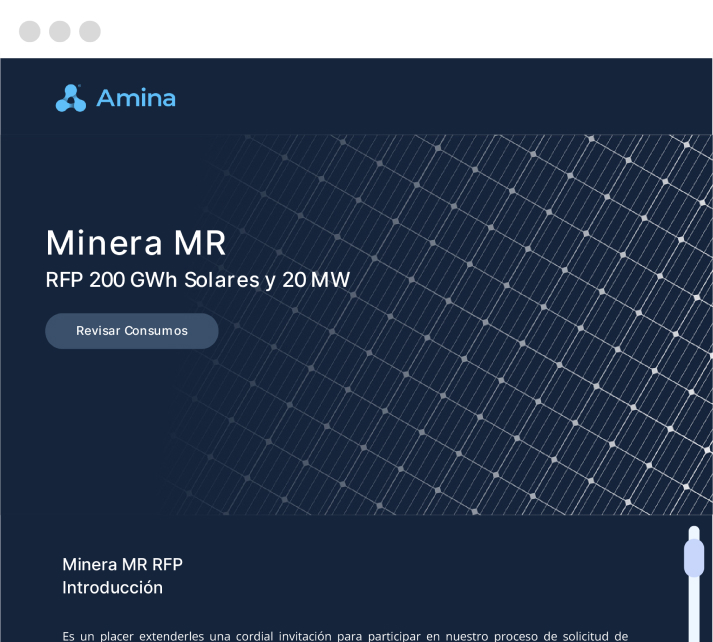 Amina
Minera MR
RFP 200 GWh Solares y 20 MW
Revisar Consumos
Minera MR RFP
Introducción
Es un placer extenderles una cordial invitación para participar en nuestro proceso de solicitud de